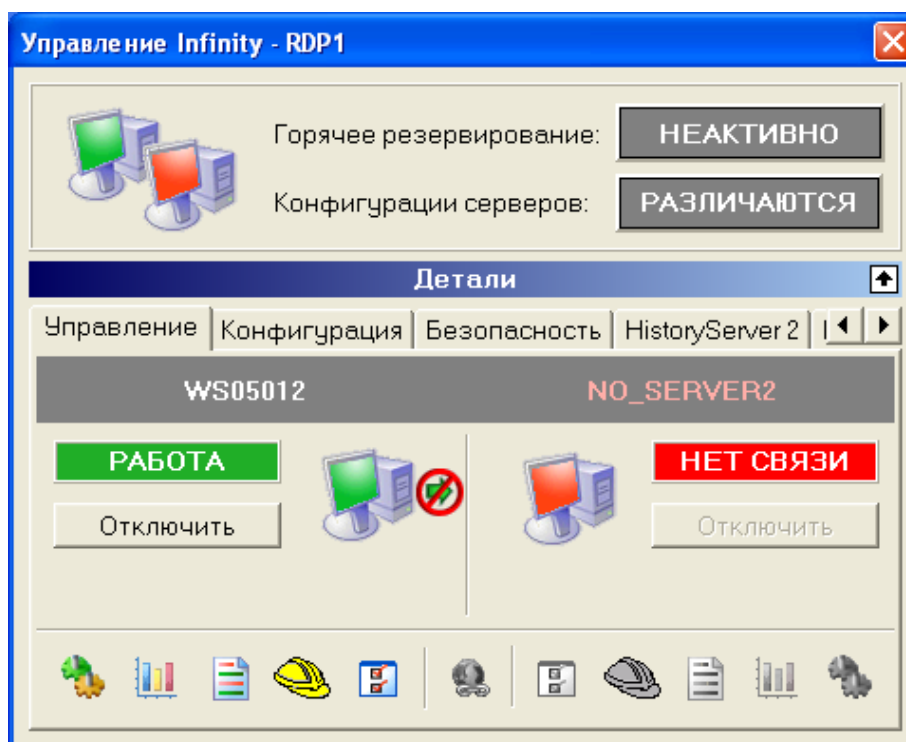 Управление Infinity - RDP1
Горячее резервирование: НЕАКТИВНО
Конфигурации серверов: РАЗЛИЧАЮТСЯ
Детали
Управление Конфигурация Безопасность HistoryServer 2
WS05012 NO_SERVER2
РАБОТА НЕТ СВЯЗИ
Отключить Отключить